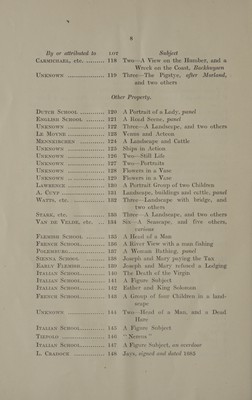 8
By or attributed to LOT Subject
CARMICHAEL, etc. .......... 118 Two—A View on the Humber, and a
Wreck on the Coast, Backhuysen
UNKNOWN .................. 119 Three—The Pigstye, after Morland,
and two others
Other Property.
DUTCH SCHOOL ............. 120 A Portrait of a Lady, panel
ENGLISH SCHOOL ........... 121 A Road Scene, panel
UNKNOWN .................. 122 Three—A Landscape, and two others
LE MOYNE ................. 123 Venus and Acteon
MENNEHEIMER .............. 124 A Landscape and Cattle
UNKNOWN .................. 125 Ships in Action
UNKNOWN .................. 126 Two—Still Life
UNKNOWN .................. 127 Two—Portraits
UNKNOWN .................. 128 Flowers in a Vase
UNKNOWN .................. 129 Flowers in a Vase
LAWRENCE ................. 130 A Portrait Group of two Children
A. CUYP .................. 131 Landscape, buildings and cattle, panel
WATTS, etc. .............. 132 Three—Landscape with bridge, and
two others
STARK, etc. .............. 133 Three—A Landscape, and two others
VAN DE VELDE, etc. ....... 134 Six—A Seascape, and five others,
various
FLEMISH SCHOOL ........... 135 A Head of a Man
FRENCH SCHOOL ............ 136 A River View with a man fishing
POLEMBURG ................ 137 A Woman Bathing, panel
SIENNA SCHOOL ............ 138 Joseph and Mary paying the Tax
EARLY FLEMISH ............ 139 Joseph and Mary refused a Lodging
ITALIAN SCHOOL ........... 140 The Death of the Virgin
ITALIAN SCHOOL ........... 141 A Figure Subject
ITALIAN SCHOOL ........... 142 Esther and King Solomon
FRENCH SCHOOL ............ 143 A Group of four Children in a land-
scape
UNKNOWN .................. 144 Two—Head of a Man, and a Dead
Hare
ITALIAN SCHOOL ........... 145 A Figure Subject
TIEPOLO .................. 146 "Nereus"
ITALIAN SCHOOL ........... 147 A Figure Subject, an overdoor
L. CRADOCK ............... 148 Jays, signed and dated 1662